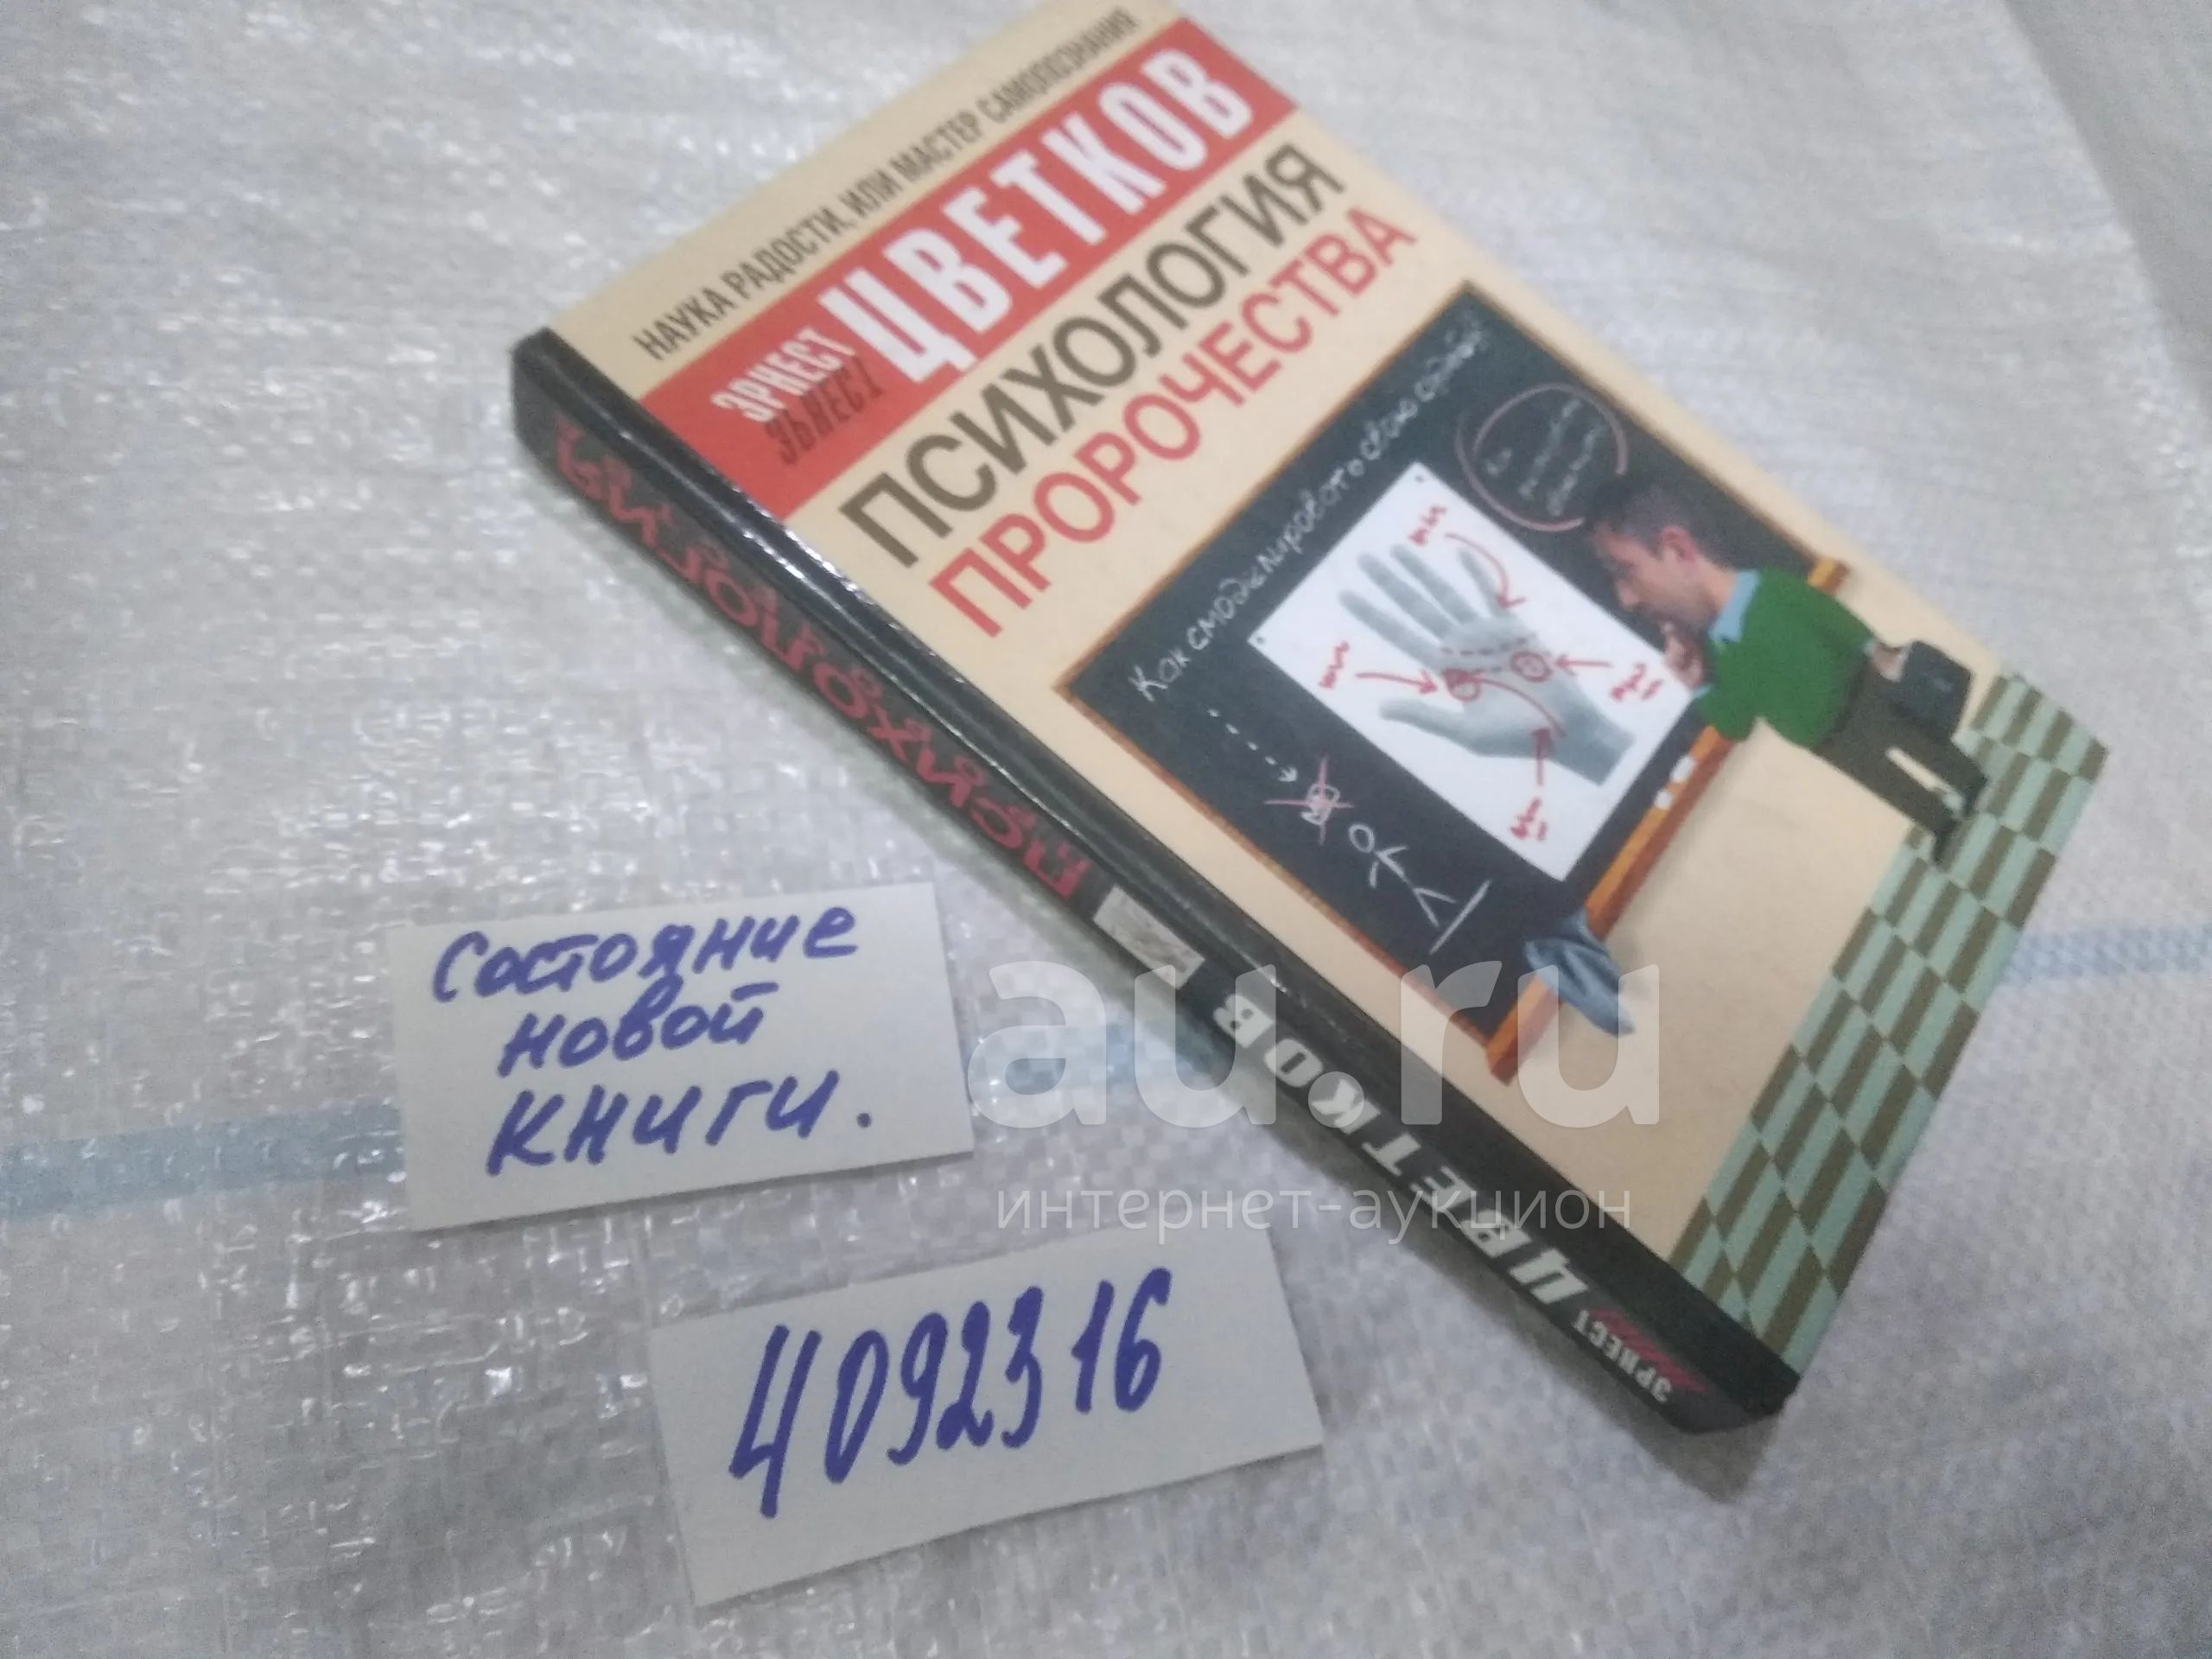 НАУКА РАДОСТИ, ИЛИ МАСТЕР САМОПОЗНАНИЯ
ЭРНЕСТ ЦВЕТКОВ
ПСИХОЛОГИЯ
ПРОРОЧЕСТВА
Как смоделировать свою судьбу?
ЭРНЕСТ ЦВЕТКОВ
Состояние
новой
книги.
4092316
au.ru
интернет-аукцион